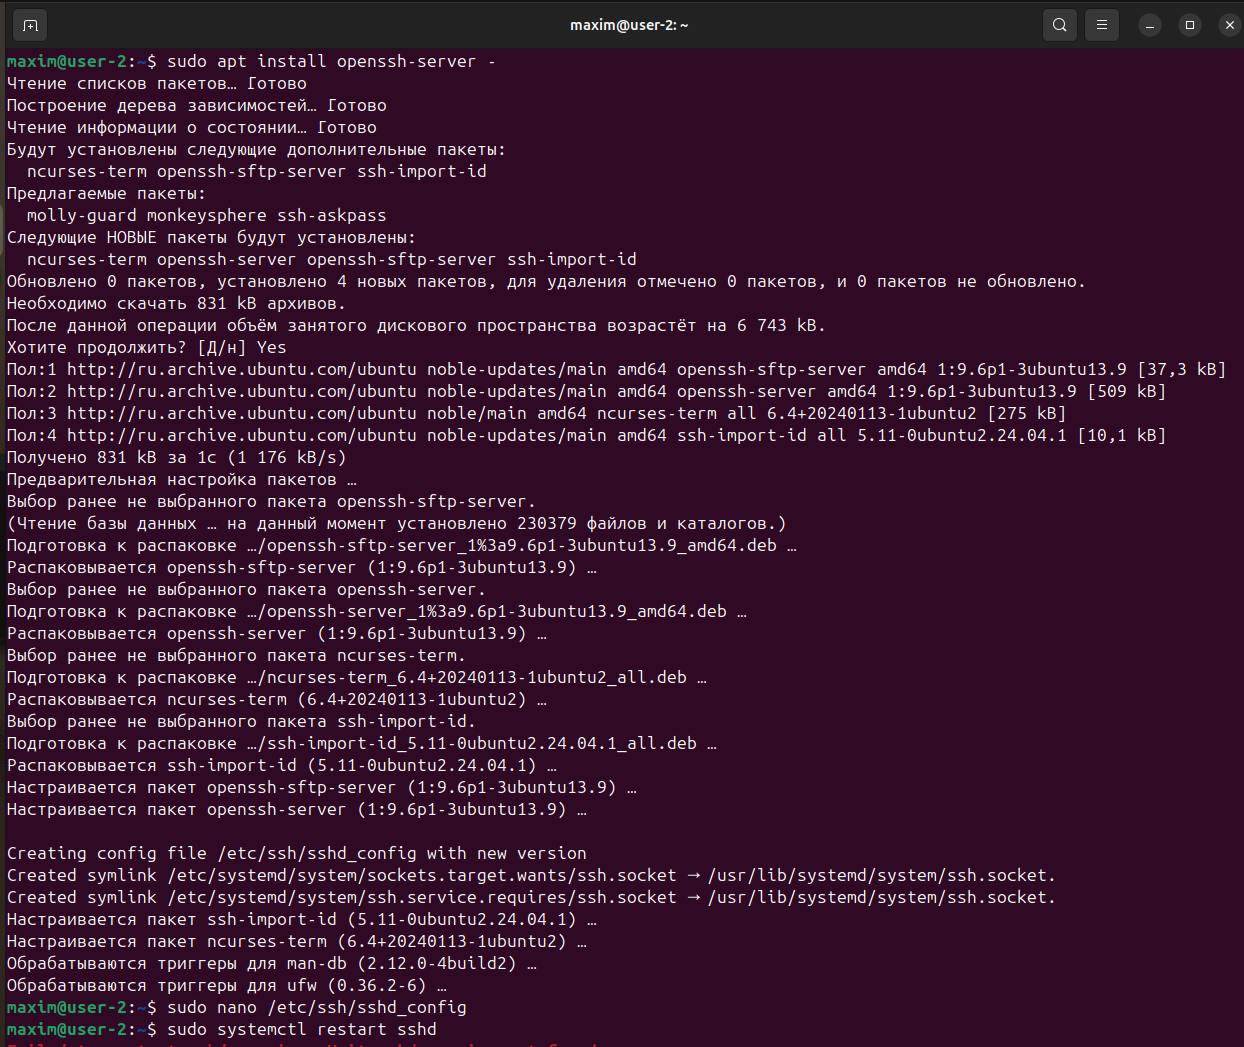 maxim@user-2: ~
maxim@user-2:~$ sudo apt install openssh-server -
Чтение списков пакетов… Готово
Построение дерева зависимостей… Готово
Чтение информации о состоянии… Готово
Будут установлены следующие дополнительные пакеты:
  ncurses-term openssh-sftp-server ssh-import-id
Предлагаемые пакеты:
  molly-guard monkeysphere ssh-askpass
Следующие НОВЫЕ пакеты будут установлены:
  ncurses-term openssh-server openssh-sftp-server ssh-import-id
Обновлено 0 пакетов, установлено 4 новых пакетов, для удаления отмечено 0 пакетов, и 0 пакетов не обновлено.
Необходимо скачать 831 kB архивов.
После данной операции объём занятого дискового пространства возрастёт на 6 743 kB.
Хотите продолжить? [Д/н] Yes
Пол:1 http://ru.archive.ubuntu.com/ubuntu noble-updates/main amd64 openssh-sftp-server amd64 1:9.6p1-3ubuntu13.9 [37,3 kB]
Пол:2 http://ru.archive.ubuntu.com/ubuntu noble-updates/main amd64 openssh-server amd64 1:9.6p1-3ubuntu13.9 [509 kB]
Пол:3 http://ru.archive.ubuntu.com/ubuntu noble/main amd64 ncurses-term all 6.4+20240113-1ubuntu2 [275 kB]
Пол:4 http://ru.archive.ubuntu.com/ubuntu noble-updates/main amd64 ssh-import-id all 5.11-0ubuntu2.24.04.1 [10,1 kB]
Получено 831 kB за 1с (1 176 kB/s)
Предварительная настройка пакетов …
Выбор ранее не выбранного пакета openssh-sftp-server.
(Чтение базы данных … на данный момент установлено 230379 файлов и каталогов.)
Подготовка к распаковке …/openssh-sftp-server_1%3a9.6p1-3ubuntu13.9_amd64.deb …
Распаковывается openssh-sftp-server (1:9.6p1-3ubuntu13.9) …
Выбор ранее не выбранного пакета openssh-server.
Подготовка к распаковке …/openssh-server_1%3a9.6p1-3ubuntu13.9_amd64.deb …
Распаковывается openssh-server (1:9.6p1-3ubuntu13.9) …
Выбор ранее не выбранного пакета ncurses-term.
Подготовка к распаковке …/ncurses-term_6.4+20240113-1ubuntu2_all.deb …
Распаковывается ncurses-term (6.4+20240113-1ubuntu2) …
Выбор ранее не выбранного пакета ssh-import-id.
Подготовка к распаковке …/ssh-import-id_5.11-0ubuntu2.24.04.1_all.deb …
Распаковывается ssh-import-id (5.11-0ubuntu2.24.04.1) …
Настраивается пакет openssh-sftp-server (1:9.6p1-3ubuntu13.9) …
Настраивается пакет openssh-server (1:9.6p1-3ubuntu13.9) …
Creating config file /etc/ssh/sshd_config with new version
Created symlink /etc/systemd/system/sockets.target.wants/ssh.socket → /usr/lib/systemd/system/ssh.socket.
Created symlink /etc/systemd/system/ssh.service.requires/ssh.socket → /usr/lib/systemd/system/ssh.socket.
Настраивается пакет ssh-import-id (5.11-0ubuntu2.24.04.1) …
Настраивается пакет ncurses-term (6.4+20240113-1ubuntu2) …
Обрабатываются триггеры для man-db (2.12.0-4build2) …
Обрабатываются триггеры для ufw (0.36.2-6) …
maxim@user-2:~$ sudo nano /etc/ssh/sshd_config
maxim@user-2:~$ sudo systemctl restart sshd